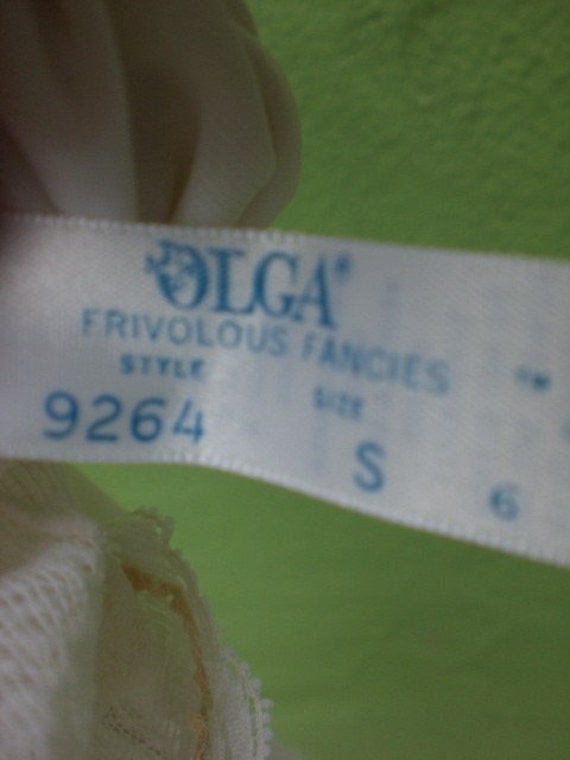 OLGA®
FRIVOLOUS FANCIES ™
STYLE SIZE
9264 S 6